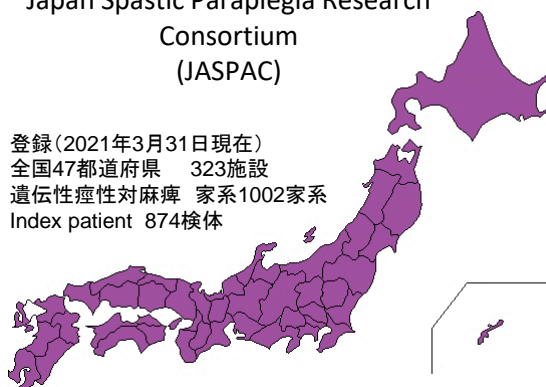 Japan Spastic Paraplegia Research
Consortium
(JASPAC)
登録(2021年3月31日現在)
全国47都道府県　323施設
遺伝性痙性対麻痺 家系1002家系
Index patient 874検体